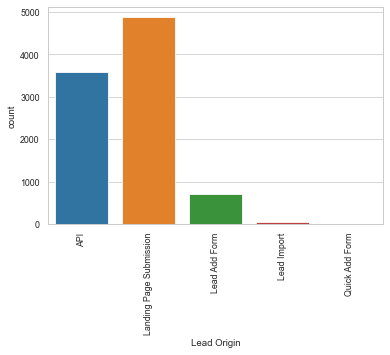 5000
4000
3000
2000
1000
0
count
API
Landing Page Submission
Lead Add Form
Lead Import
Quick Add Form
Lead Origin